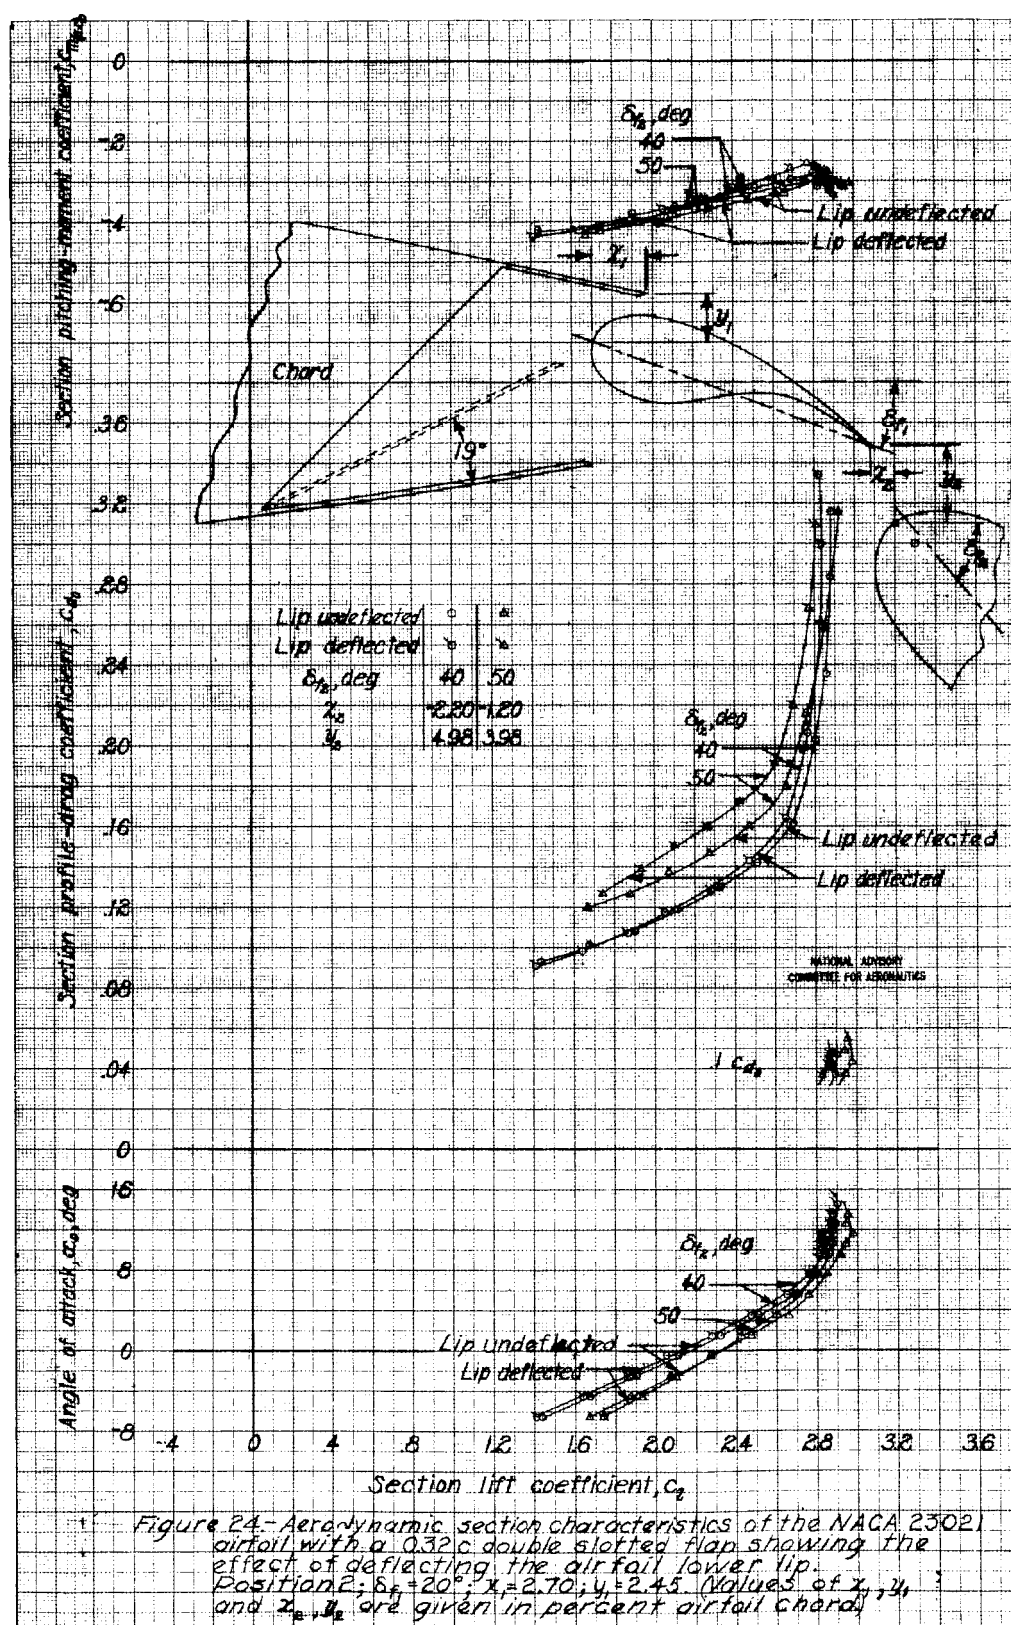 Section pitching-moment coefficient, c_m(a.c.)0
0
-.2
-.4
-.6
δf2, deg
40
50
Lip undeflected
Lip deflected
x1
y1
Chord
19°
δf1
x2
y2
δf2
.36
.32
.28
.24
.20
.16
.12
.08
.04
0
Section profile-drag coefficient, cd0
Lip undeflected
Lip deflected
δf2, deg 40 50
x2 -2.20 -1.20
y2 4.98 3.98
δf2, deg
40
50
Lip undeflected
Lip deflected
NATIONAL ADVISORY
COMMITTEE FOR AERONAUTICS
.1 cd0
Angle of attack, α0, deg
16
8
0
-8
δf2, deg
40
50
Lip undeflected
Lip deflected
-.4 0 .4 .8 1.2 1.6 2.0 2.4 2.8 3.2 3.6
Section lift coefficient, cl
Figure 24.-Aerodynamic section characteristics of the NACA 23021
airfoil with a 0.32c double slotted flap showing the
effect of deflecting the airfoil lower lip.
Position 2; δf1=20°; x1=2.70; y1=2.45. (Values of x1, y1
and x2, y2 are given in percent airfoil chord.)